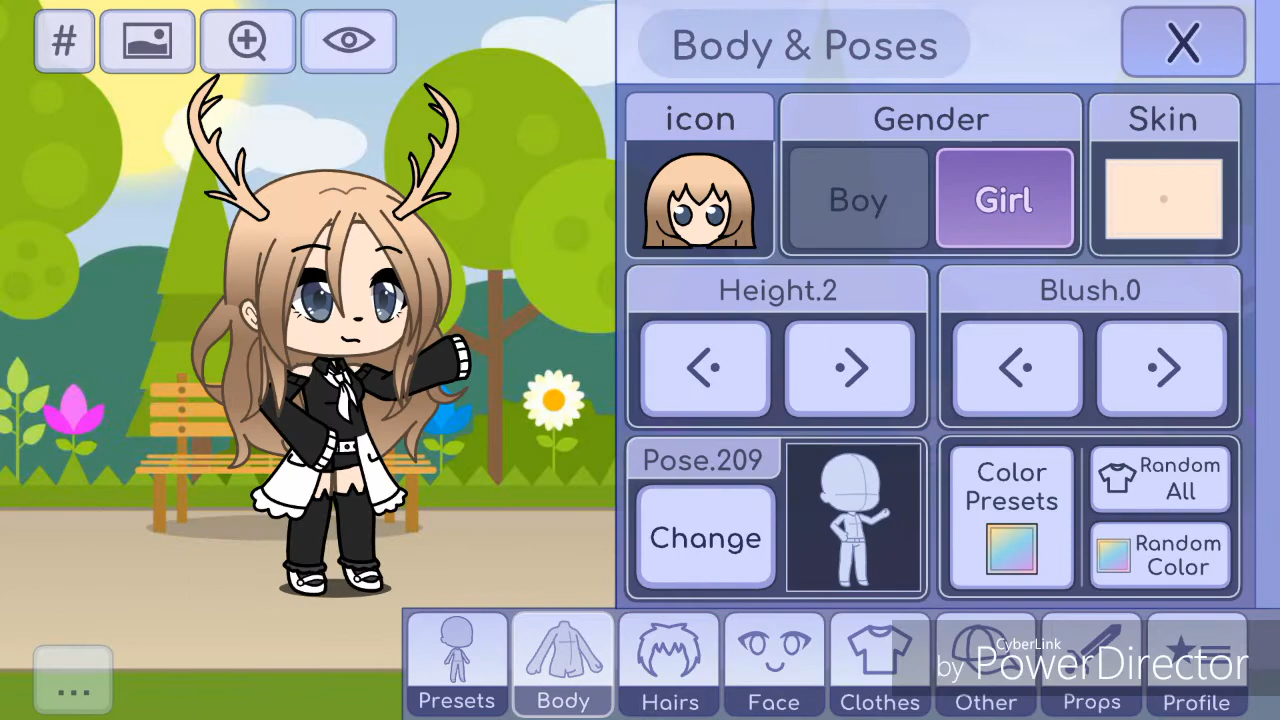 #
Body & Poses
X
icon
Gender
Skin
Boy
Girl
Height.2
Blush.0
Pose.209
Change
Color
Presets
Random
All
Random
Color
...
Presets
Body
Hairs
Face
Clothes
Other
Props
Profile
CyberLink
by PowerDirector